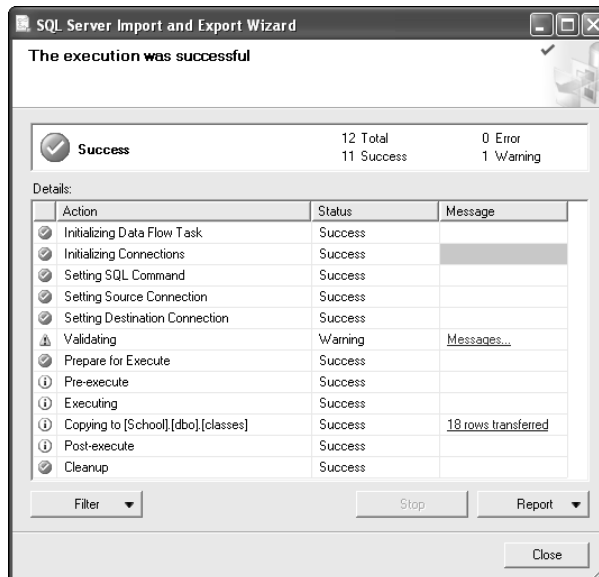 SQL Server Import and Export Wizard
The execution was successful
Success
12 Total 0 Error
11 Success 1 Warning
Details:
Action Status Message
Initializing Data Flow Task Success
Initializing Connections Success
Setting SQL Command Success
Setting Source Connection Success
Setting Destination Connection Success
Validating Warning Messages...
Prepare for Execute Success
Pre-execute Success
Executing Success
Copying to [School].[dbo].[classes] Success 18 rows transferred
Post-execute Success
Cleanup Success
Filter Stop Report
Close